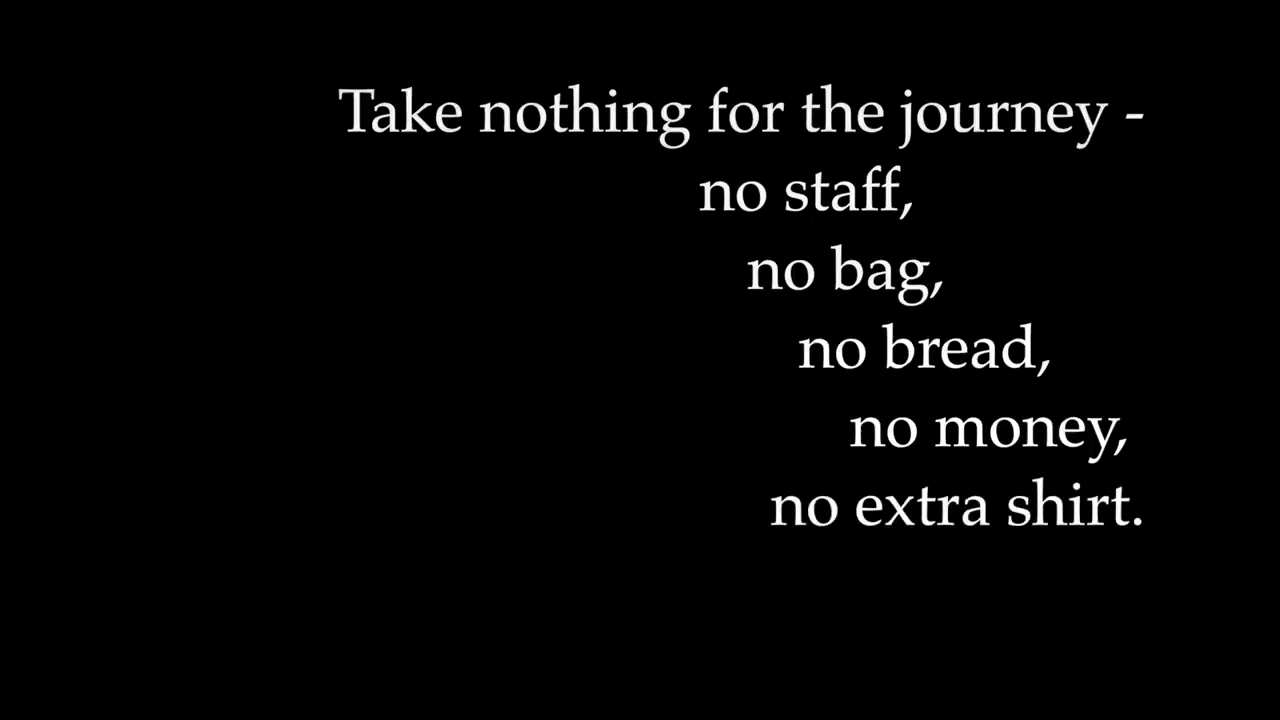 Take nothing for the journey -
no staff,
no bag,
no bread,
no money,
no extra shirt.